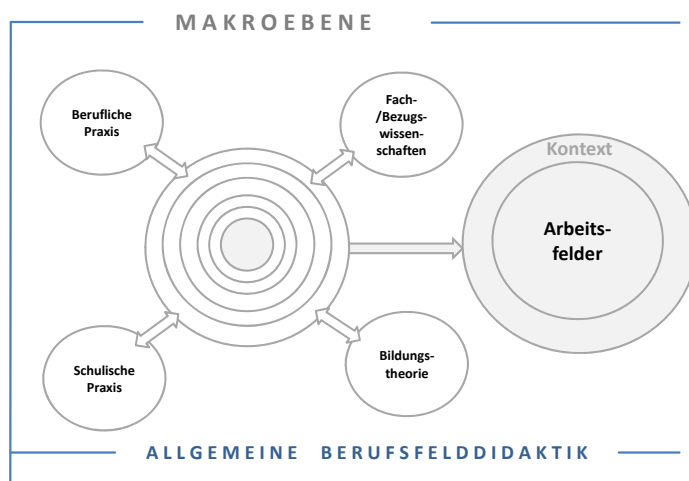 MAKROEBENE
Berufliche
Praxis
Fach-
/Bezugs-
wissen-
schaften
Kontext
Arbeits-
felder
Schulische
Praxis
Bildungs-
theorie
ALLGEMEINE BERUFSFELDDIDAKTIK